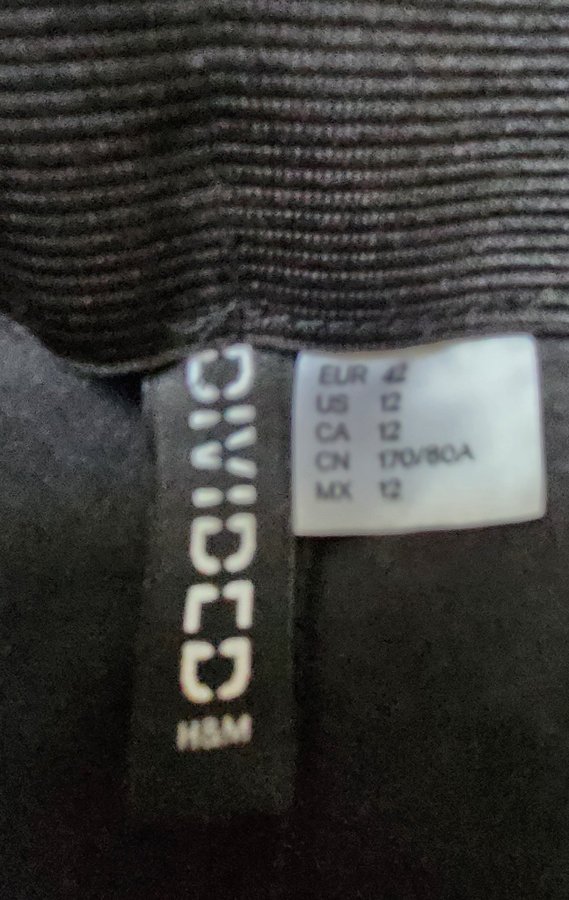 DIVIDED
H&M
EUR 42
US 12
CA 12
CN 170/80A
MX 12